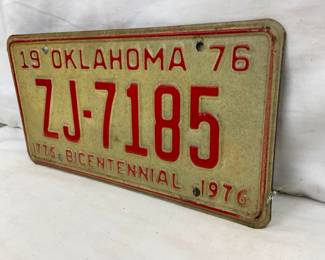 19 OKLAHOMA 76
ZJ-7185
1776 BICENTENNIAL 1976